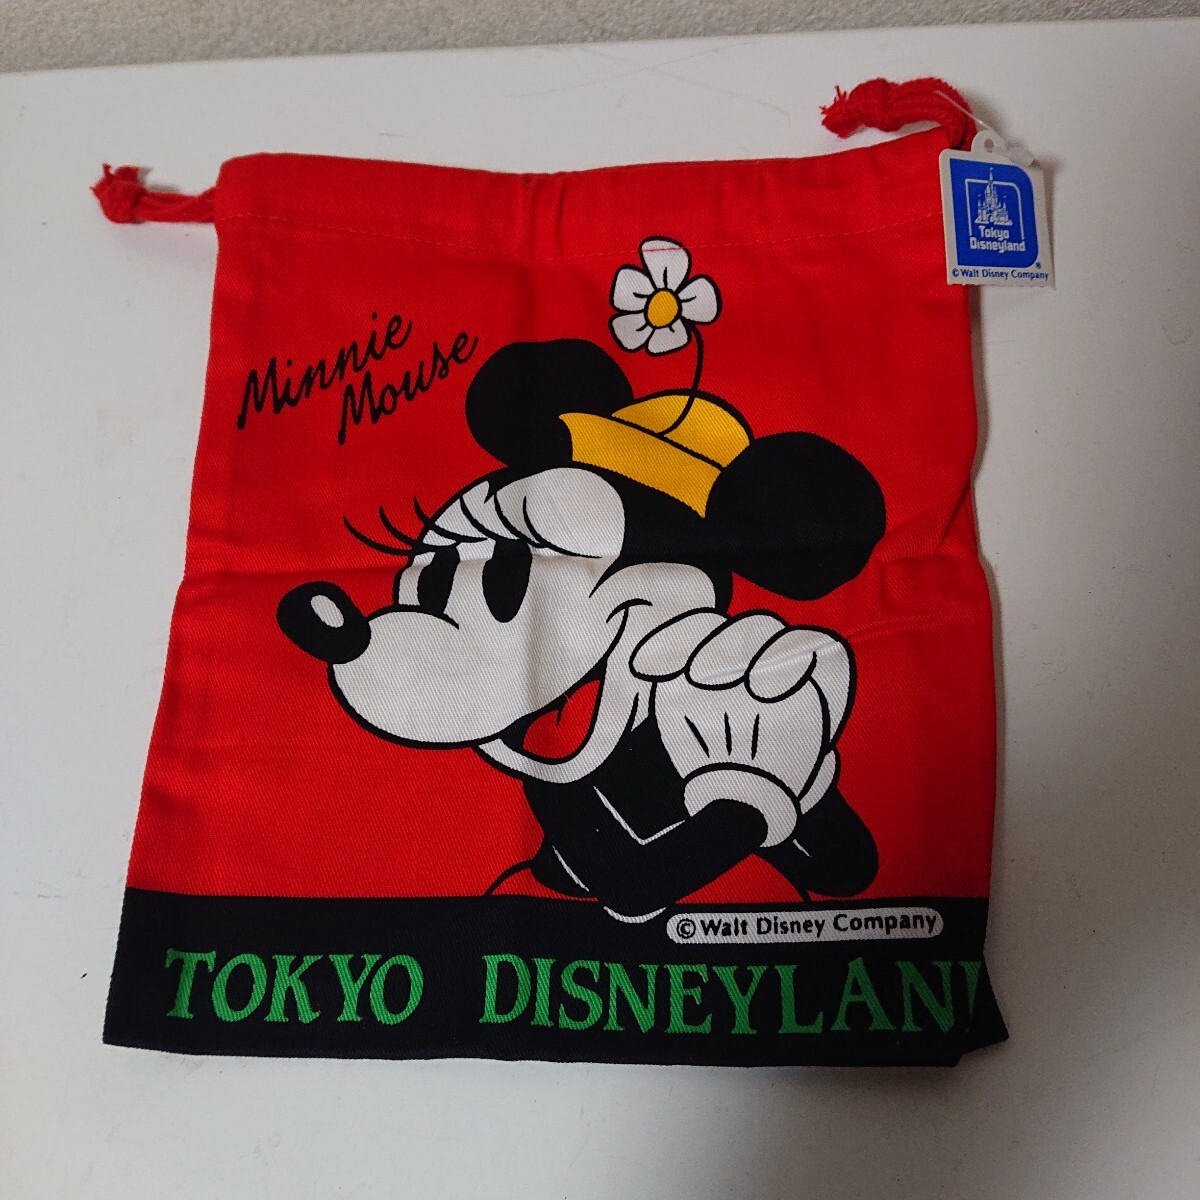 Minnie
Mouse
Tokyo
Disneyland
®
© Walt Disney Company
© Walt Disney Company
TOKYO DISNEYLAN